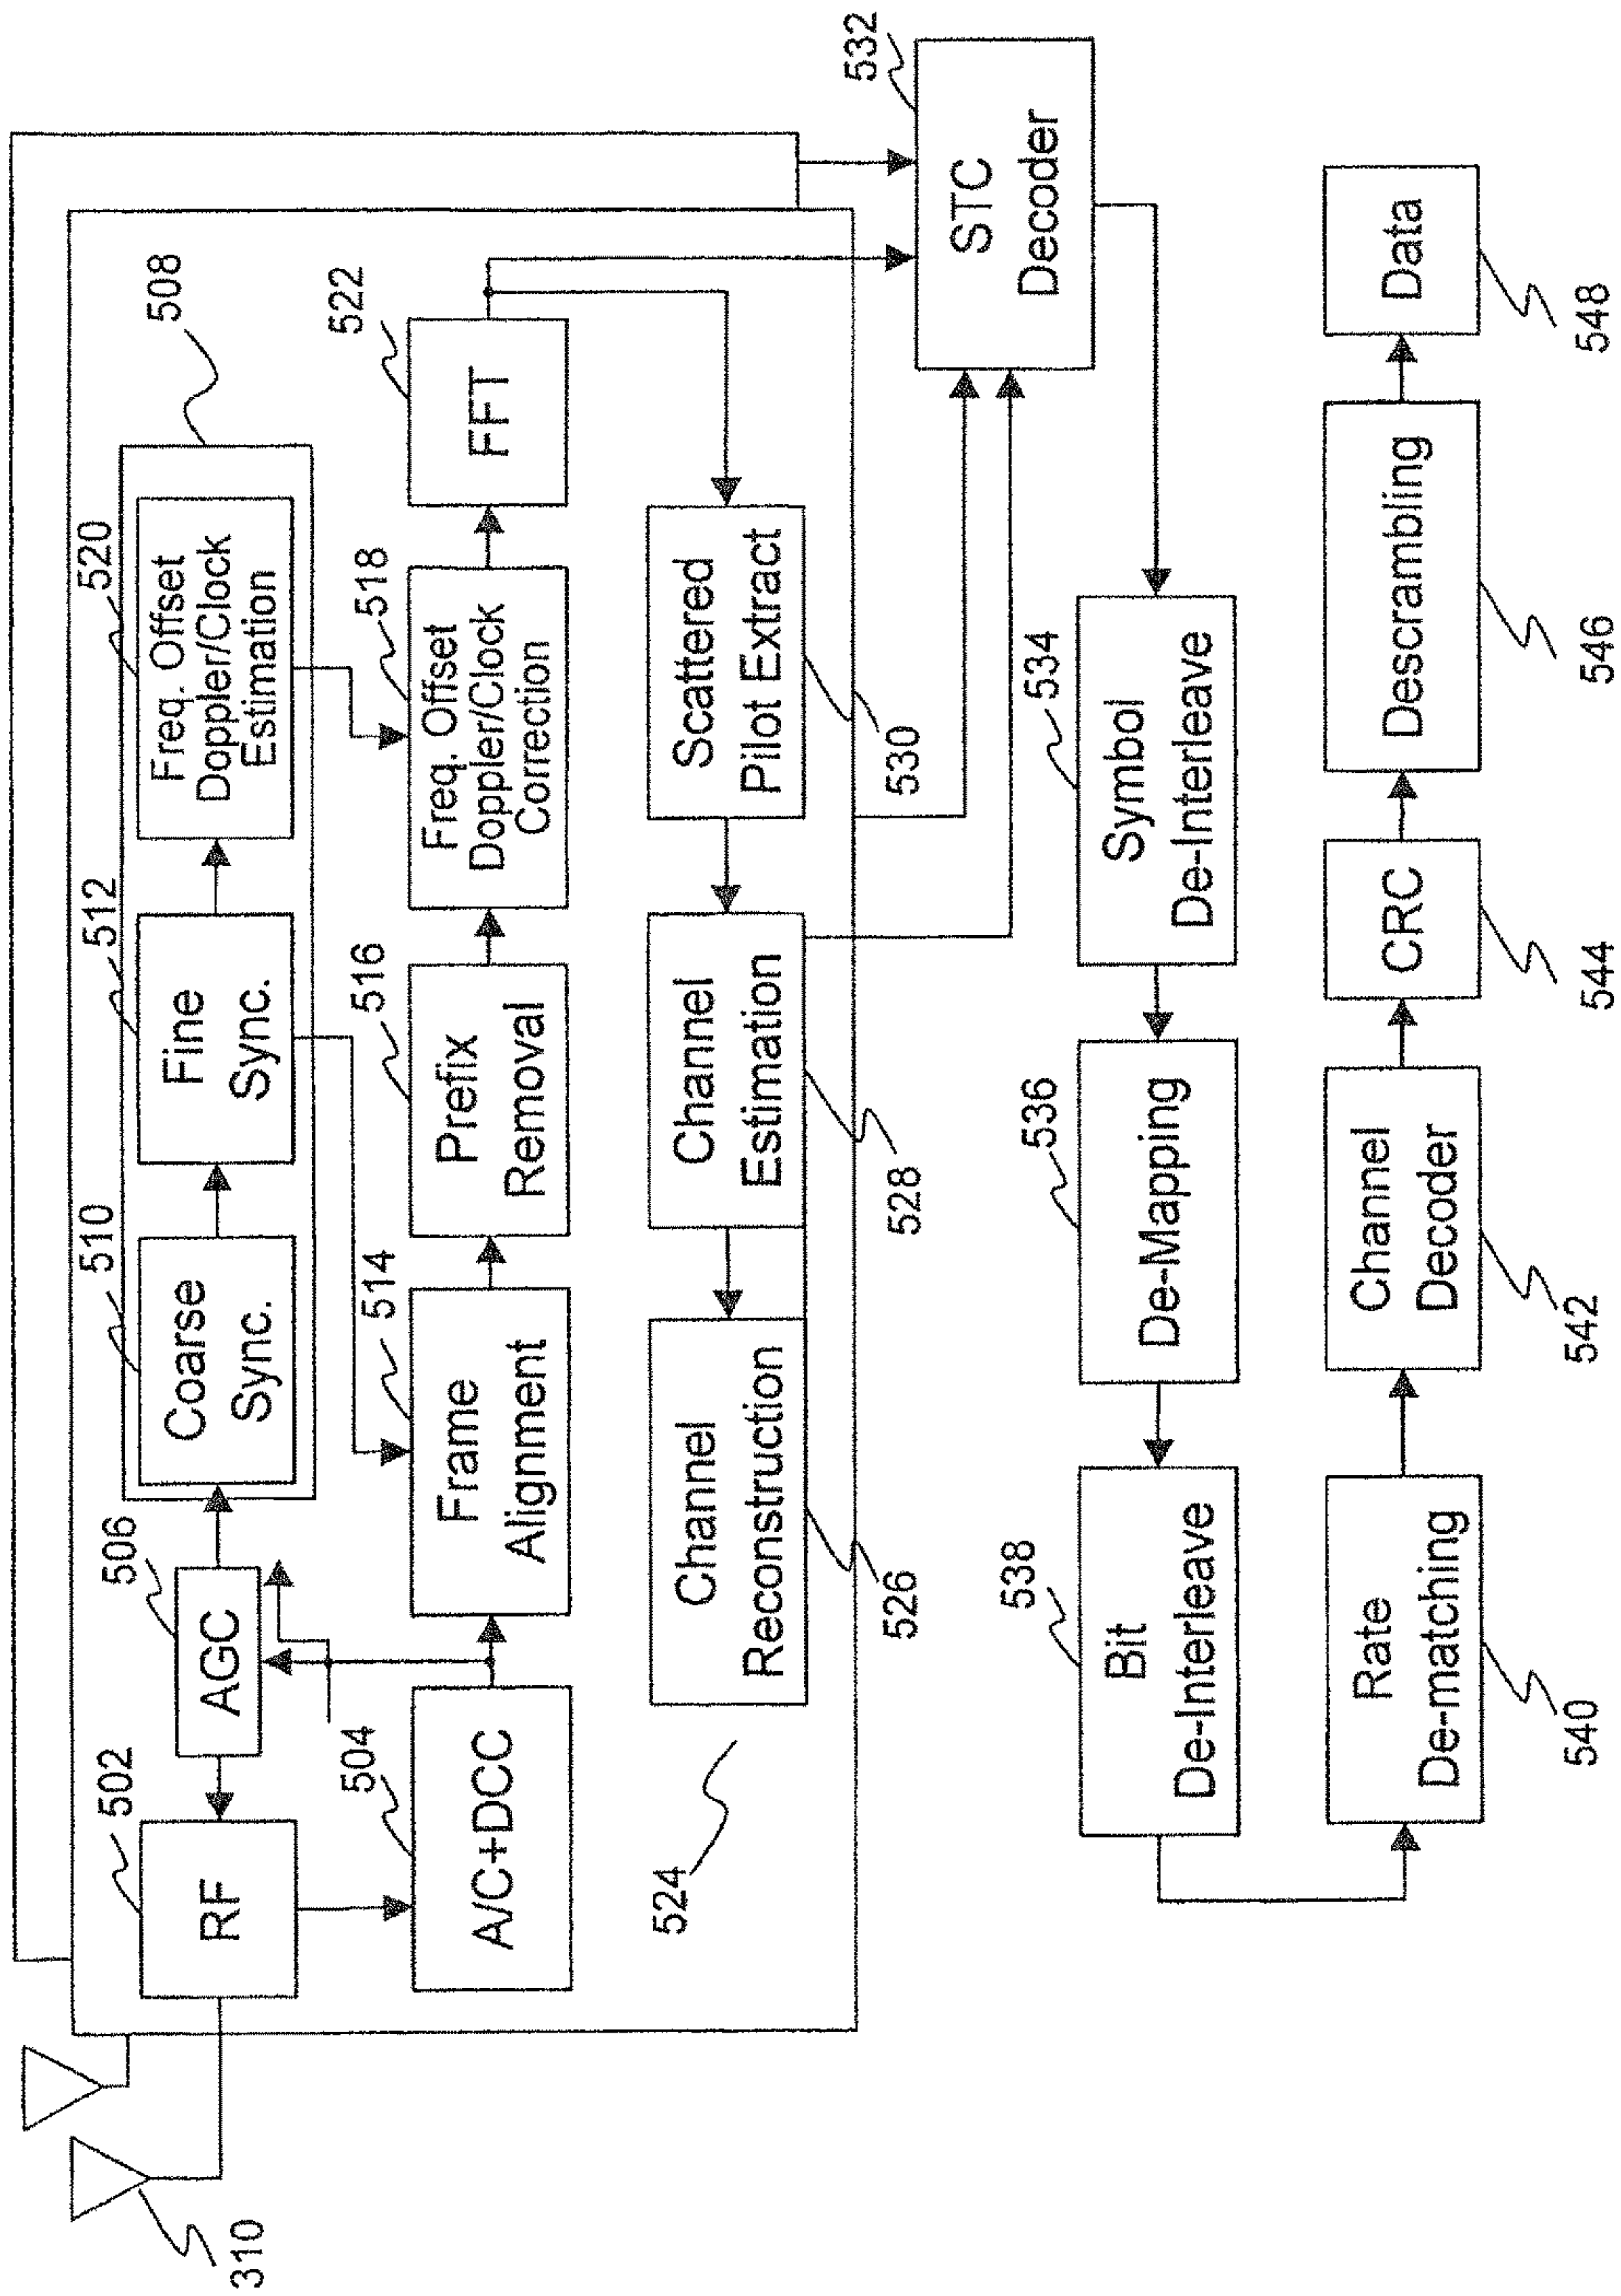 310
502
RF
506
AGC
508
510
Coarse
Sync.
512
Fine
Sync.
520
Freq. Offset
Doppler/Clock
Estimation
504
A/C+DCC
514
Frame
Alignment
516
Prefix
Removal
518
Freq. Offset
Doppler/Clock
Correction
522
FFT
524
Channel
Reconstruction
526
Channel
Estimation
528
Scattered
Pilot Extract
530
532
STC
Decoder
538
Bit
De-Interleave
536
De-Mapping
534
Symbol
De-Interleave
Rate
De-matching
540
Channel
Decoder
542
CRC
544
Descrambling
546
Data
548